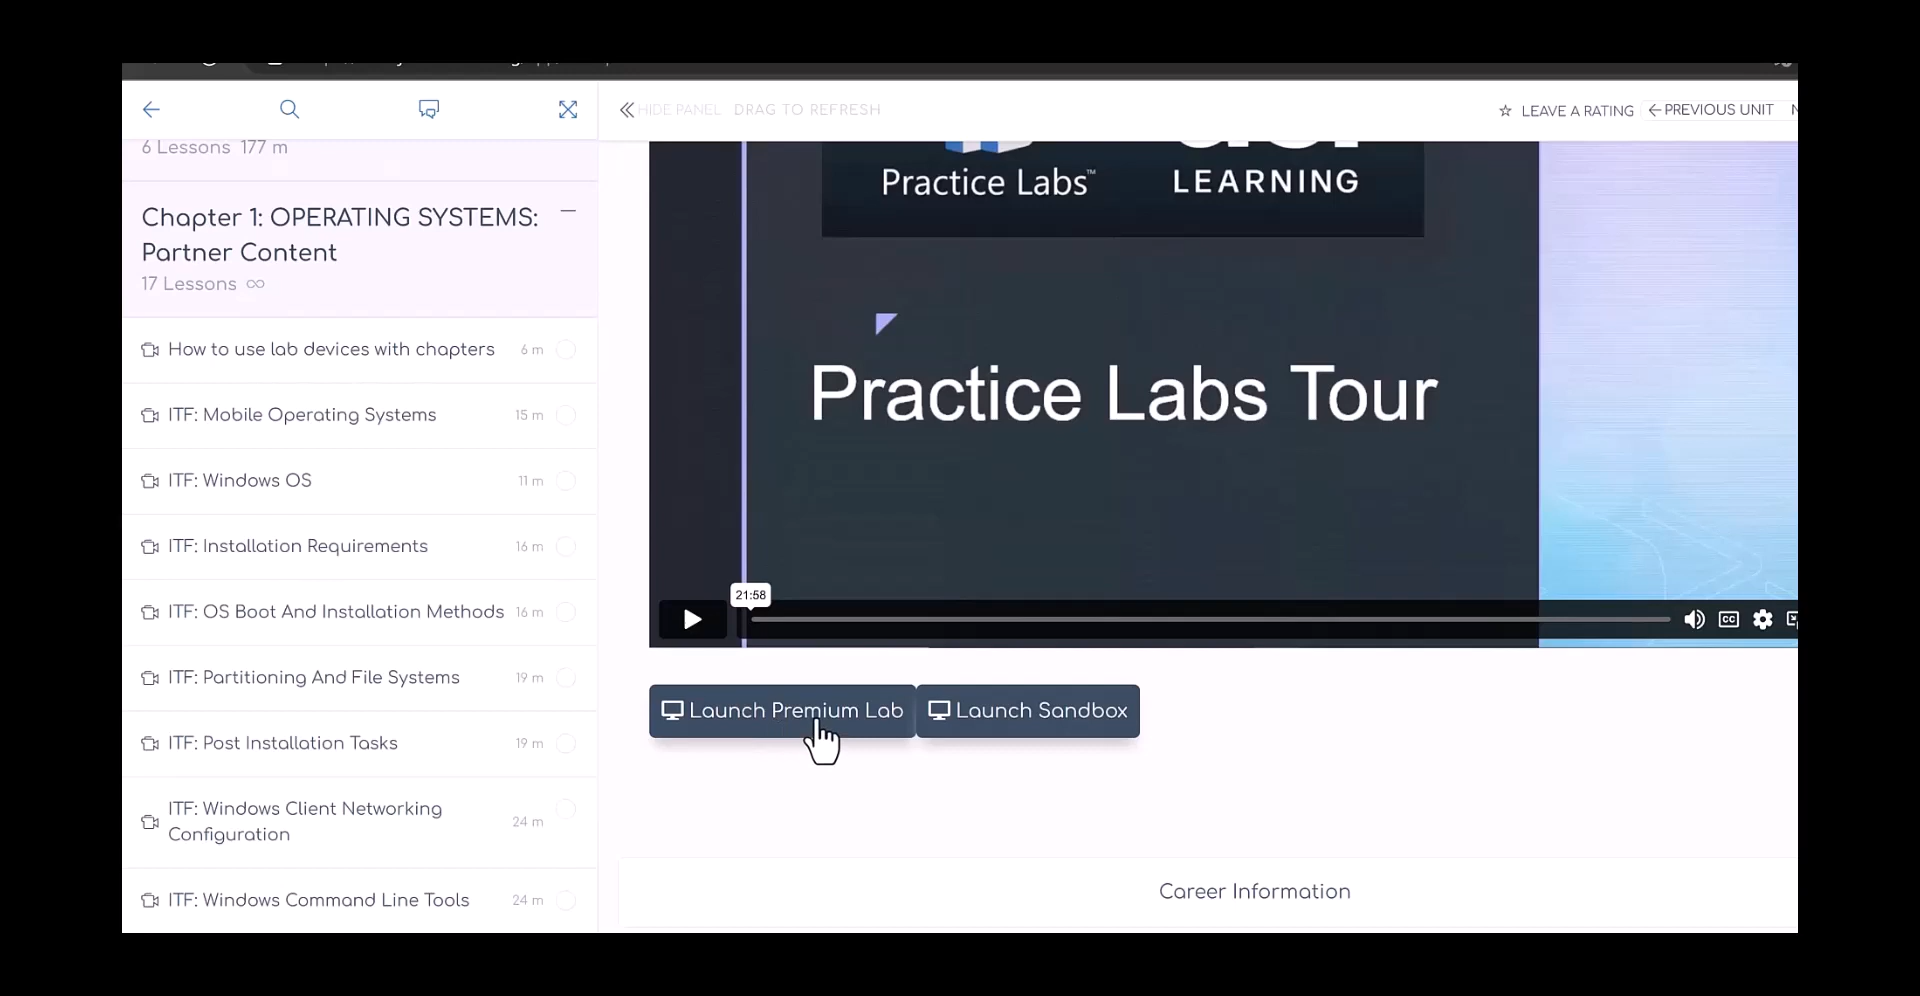 HIDE PANEL DRAG TO REFRESH
☆ LEAVE A RATING ← PREVIOUS UNIT
6 Lessons 177 m
Chapter 1: OPERATING SYSTEMS:
Partner Content
17 Lessons ∞
How to use lab devices with chapters 6 m
ITF: Mobile Operating Systems 15 m
ITF: Windows OS 11 m
ITF: Installation Requirements 16 m
ITF: OS Boot And Installation Methods 16 m
ITF: Partitioning And File Systems 19 m
ITF: Post Installation Tasks 19 m
ITF: Windows Client Networking
Configuration 24 m
ITF: Windows Command Line Tools 24 m
Practice Labs™
LEARNING
Practice Labs Tour
21:58
CC
Launch Premium Lab Launch Sandbox
Career Information